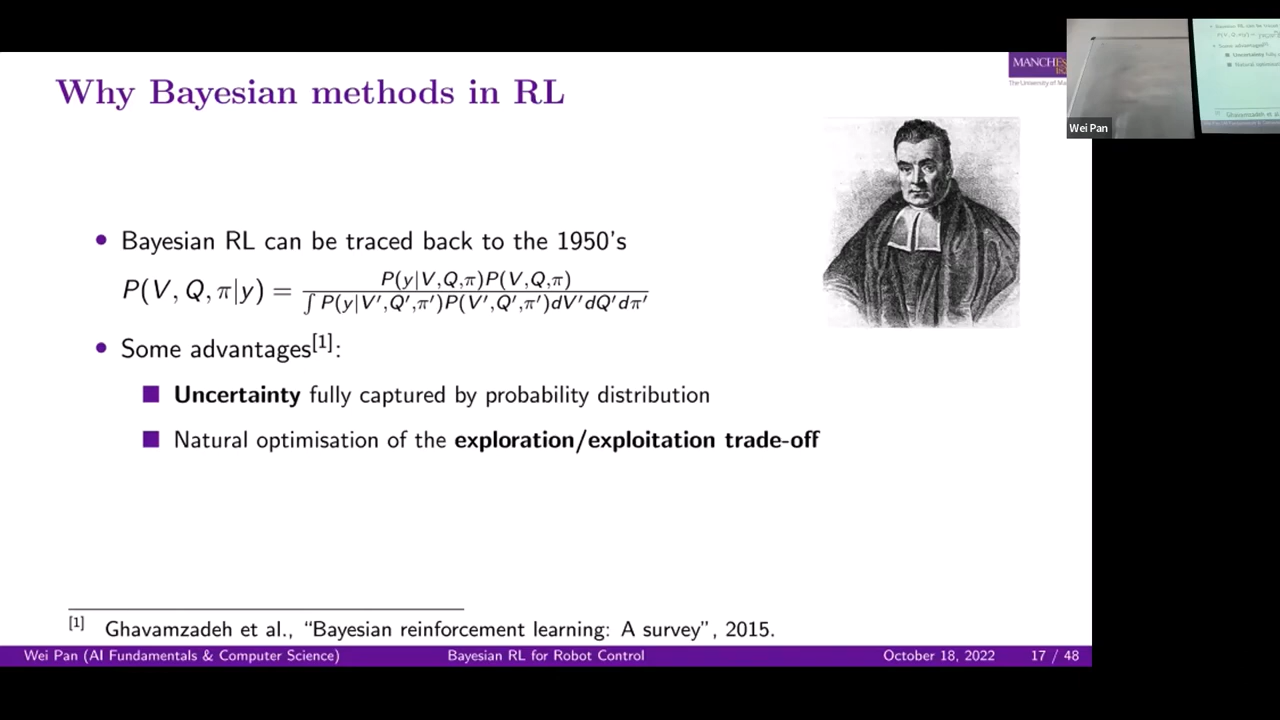 Why Bayesian methods in RL
MANCHES
The University of Ma
Wei Pan
• Bayesian RL can be traced back to the 1950's
P(V, Q, π|y) = P(y|V,Q,π)P(V,Q,π) / ∫ P(y|V′,Q′,π′)P(V′,Q′,π′)dV′dQ′dπ′
• Some advantages[1]:
■ Uncertainty fully captured by probability distribution
■ Natural optimisation of the exploration/exploitation trade-off
[1] Ghavamzadeh et al., “Bayesian reinforcement learning: A survey”, 2015.
Wei Pan (AI Fundamentals & Computer Science) Bayesian RL for Robot Control October 18, 2022 17 / 48